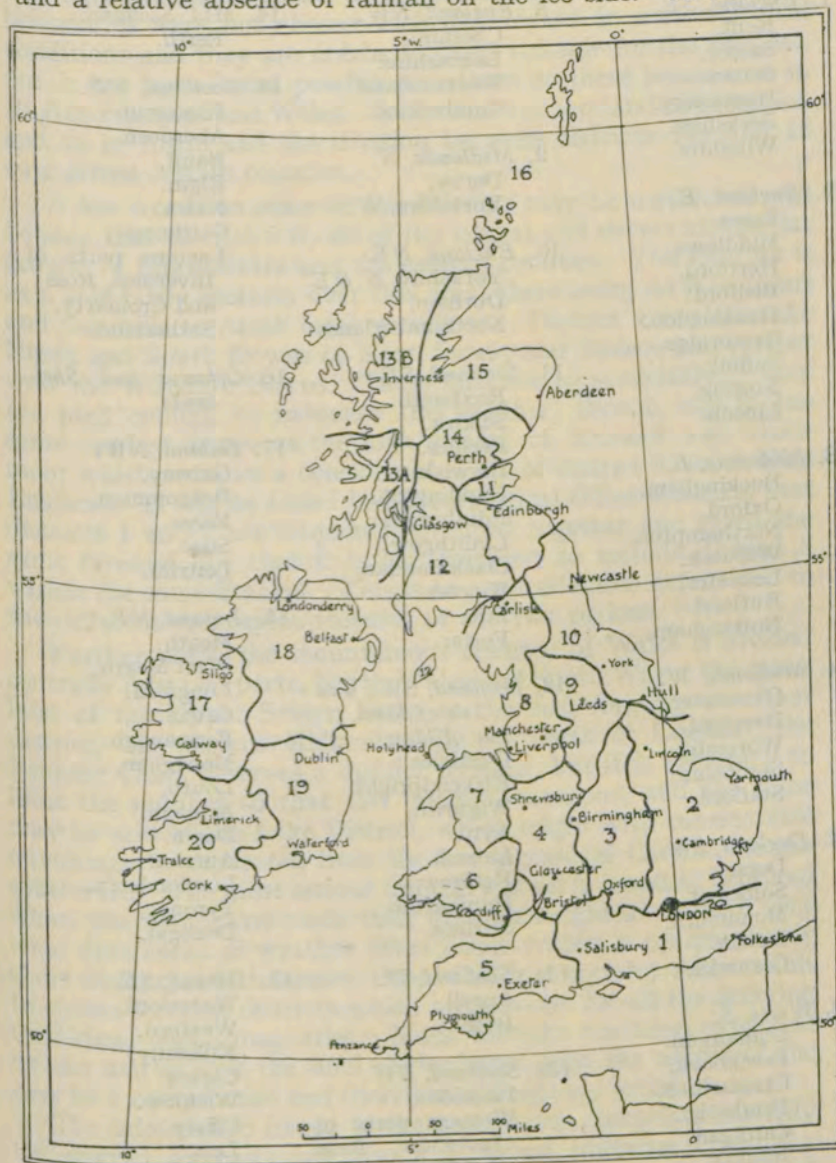 and a relative absence of rainfall on the lee side.
10° 5°W 0
60° 60°
16
13B
Inverness 15
Aberdeen
14
Perth
13A 11
Edinburgh
Glasgow
12
55 55°
Newcastle
Londonderry Carlisle
Belfast 10
18
York
Sligo 9
Hull
17 8 Leeds
Manchester
Galway Liverpool Lincoln
Dublin Holyhead
Yarmouth
19 7 Shrewsbury 2
Birmingham
Limerick 4 3
Cambridge
20 Waterford
Tralee 6 Gloucester
Oxford
Cork Cardiff Bristol
LONDON
1
Salisbury Folkestone
5
Exeter
50 50°
Plymouth
Penzance
50 0 50 100 Miles
10° 5° 0